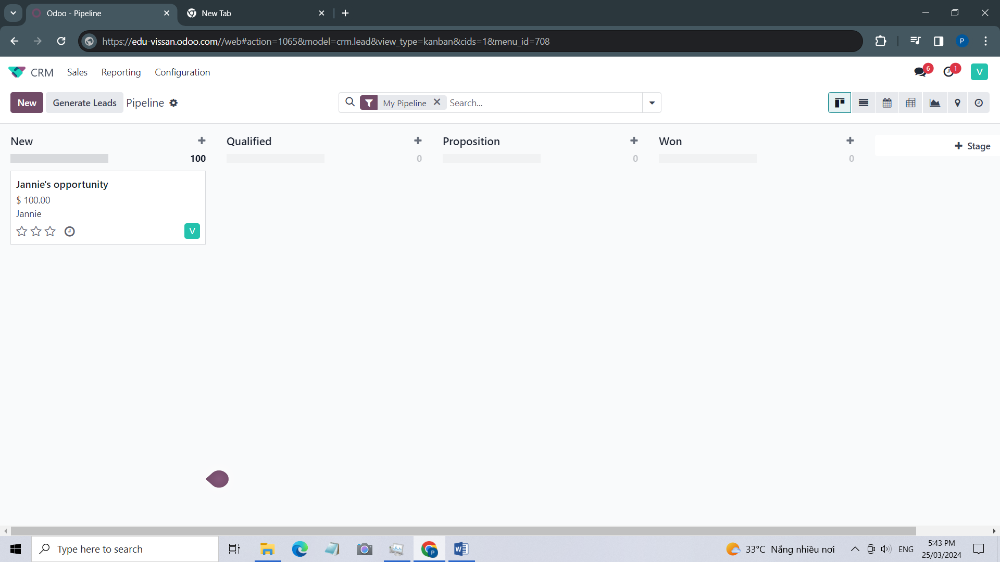 Odoo - Pipeline
New Tab
https://edu-vissan.odoo.com//web#action=1065&model=crm.lead&view_type=kanban&cids=1&menu_id=708
P
CRM Sales Reporting Configuration
6 1 V
New Generate Leads Pipeline
My Pipeline Search...
New
100
Qualified
0
Proposition
0
Won
0
Stage
Jannie's opportunity
$ 100.00
Jannie
V
Type here to search
P
33°C Nắng nhiều nơi
ENG
5:43 PM
25/03/2024